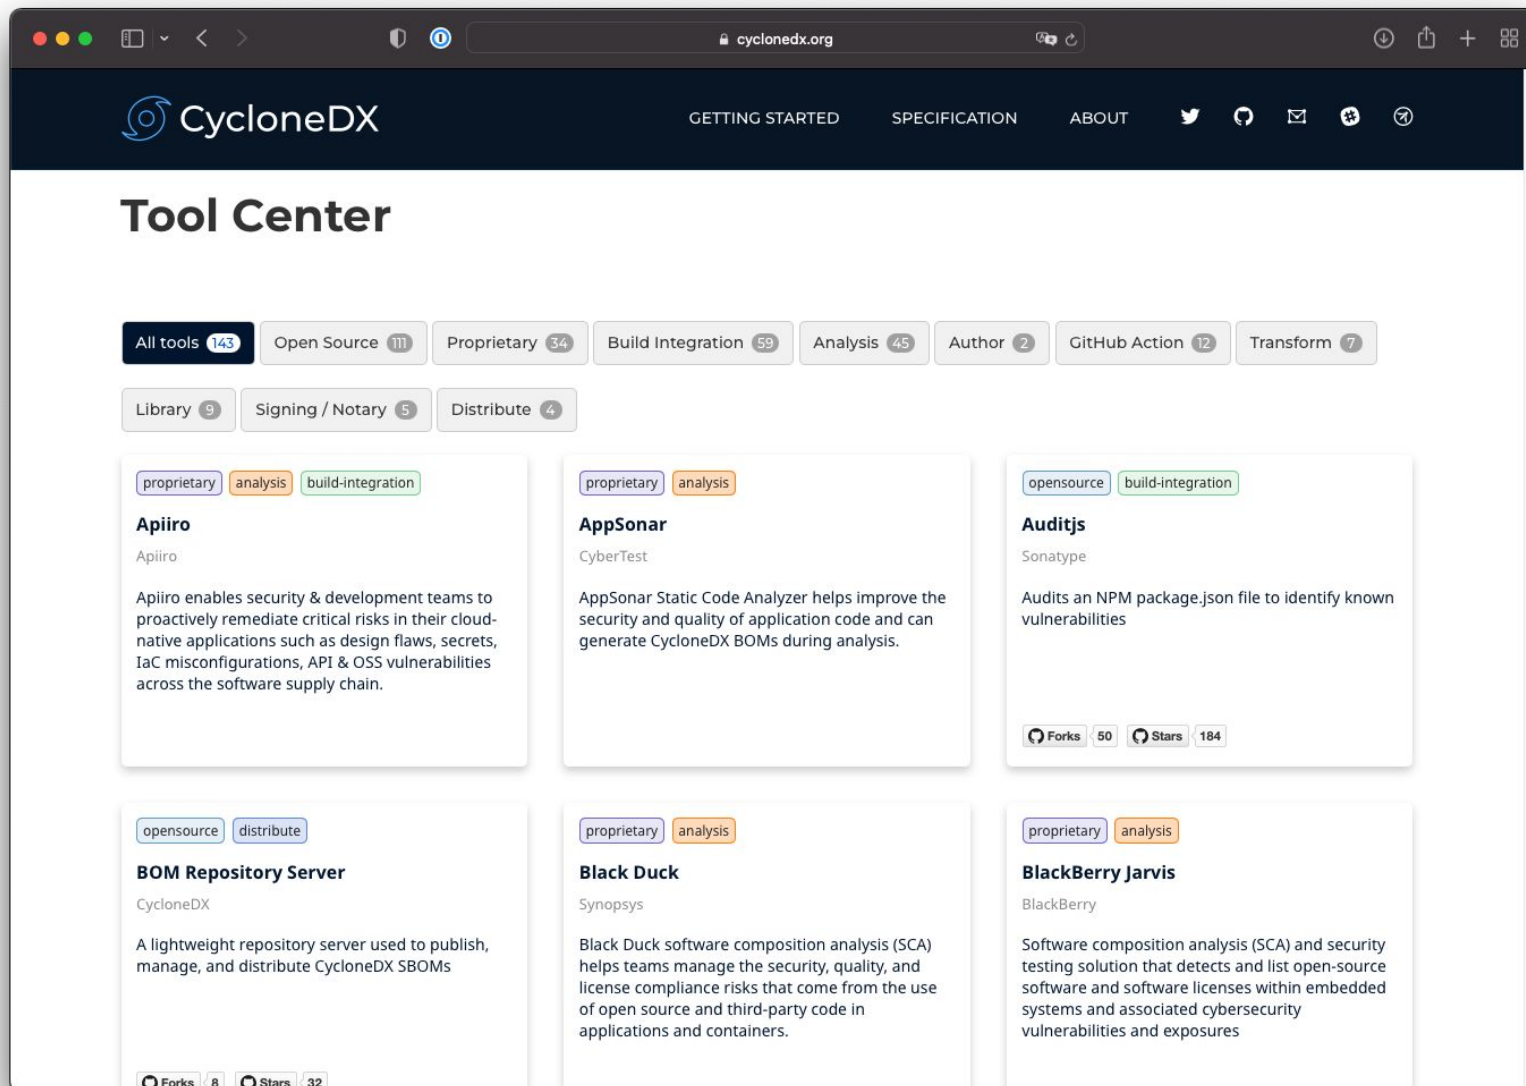 cyclonedx.org
CycloneDX
GETTING STARTED SPECIFICATION ABOUT
Tool Center
All tools 143 Open Source 111 Proprietary 34 Build Integration 59 Analysis 45 Author 2 GitHub Action 12 Transform 7
Library 9 Signing / Notary 5 Distribute 4
proprietary analysis build-integration
Apiiro
Apiiro
Apiiro enables security & development teams to
proactively remediate critical risks in their cloud-
native applications such as design flaws, secrets,
IaC misconfigurations, API & OSS vulnerabilities
across the software supply chain.
proprietary analysis
AppSonar
CyberTest
AppSonar Static Code Analyzer helps improve the
security and quality of application code and can
generate CycloneDX BOMs during analysis.
opensource build-integration
Auditjs
Sonatype
Audits an NPM package.json file to identify known
vulnerabilities
Forks 50 Stars 184
opensource distribute
BOM Repository Server
CycloneDX
A lightweight repository server used to publish,
manage, and distribute CycloneDX SBOMs
Forks 8 Stars 32
proprietary analysis
Black Duck
Synopsys
Black Duck software composition analysis (SCA)
helps teams manage the security, quality, and
license compliance risks that come from the use
of open source and third-party code in
applications and containers.
proprietary analysis
BlackBerry Jarvis
BlackBerry
Software composition analysis (SCA) and security
testing solution that detects and list open-source
software and software licenses within embedded
systems and associated cybersecurity
vulnerabilities and exposures